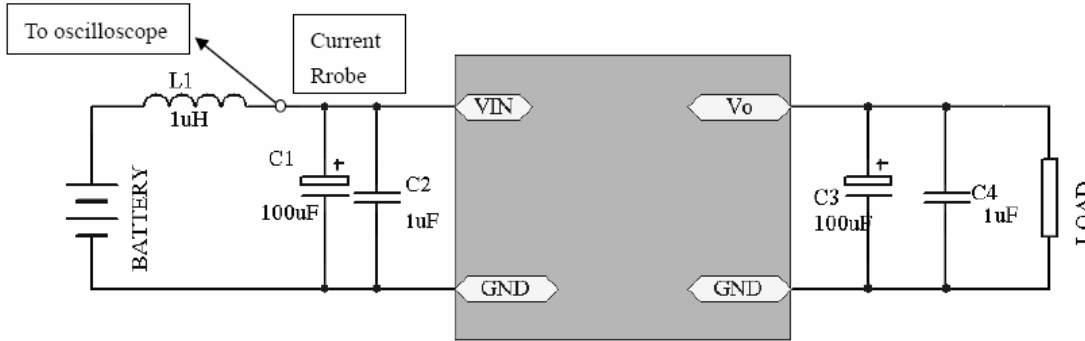 To oscilloscope
Current
Rrobe
L1
1uH
VIN
Vo
C1
+
100uF
C2
1uF
+
C3
100uF
C4
1uF
BATTERY
LOAD
GND
GND